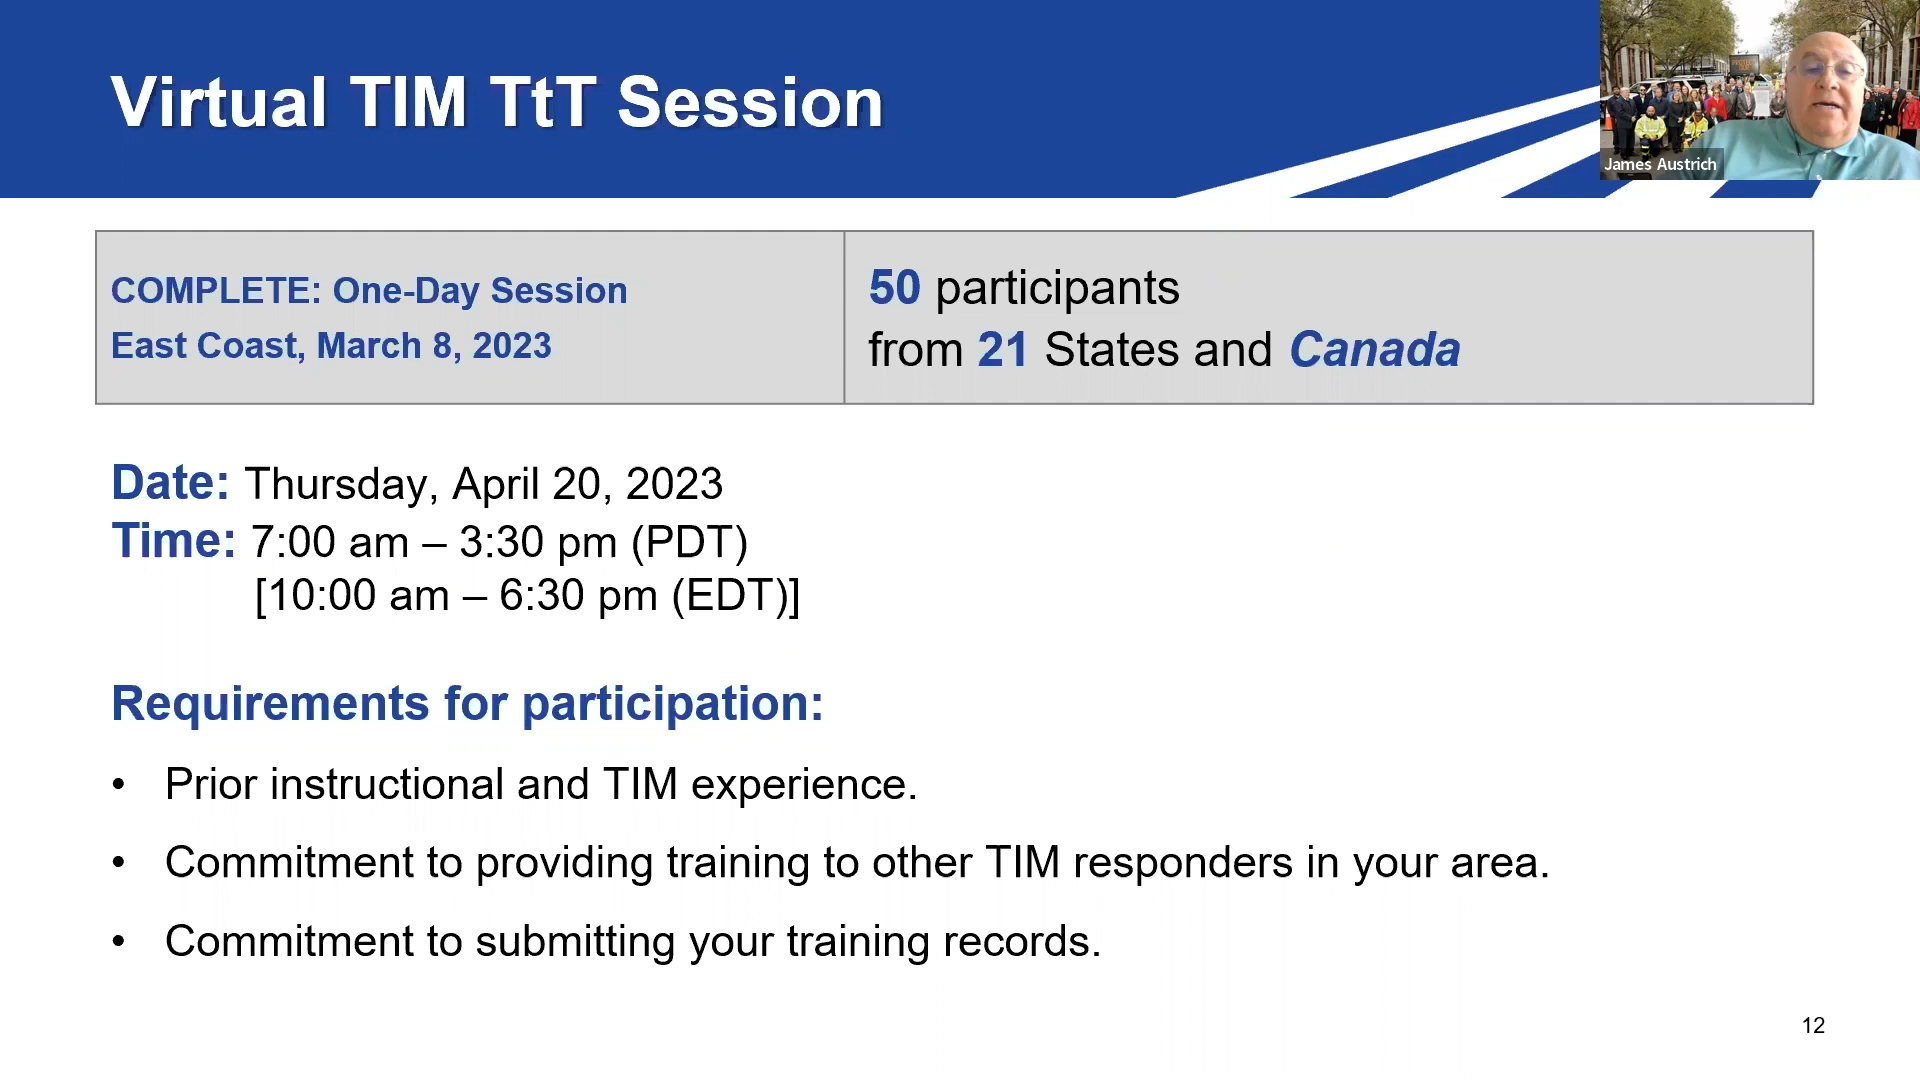 Virtual TIM TtT Session
James Austrich
COMPLETE: One-Day Session
East Coast, March 8, 2023
50 participants
from 21 States and Canada
Date: Thursday, April 20, 2023
Time: 7:00 am – 3:30 pm (PDT)
[10:00 am – 6:30 pm (EDT)]
Requirements for participation:
• Prior instructional and TIM experience.
• Commitment to providing training to other TIM responders in your area.
• Commitment to submitting your training records.
12